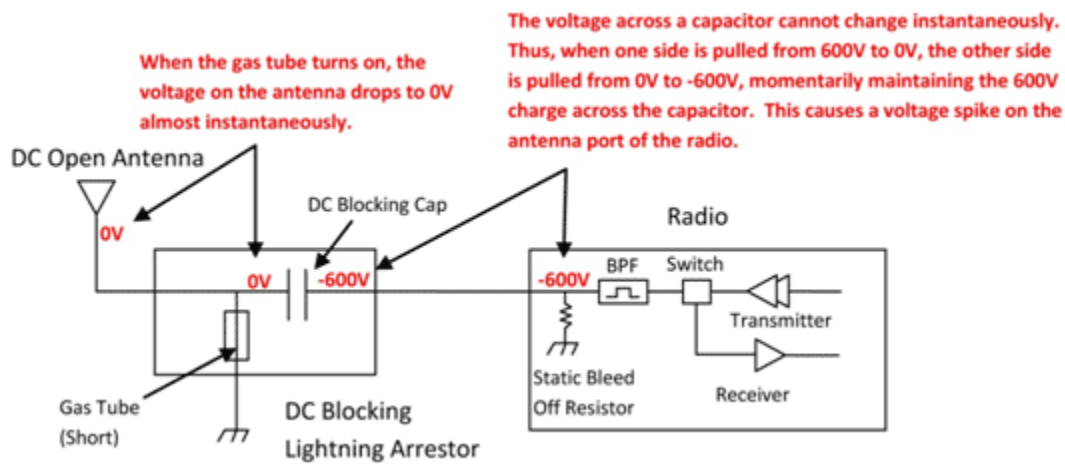 The voltage across a capacitor cannot change instantaneously.
Thus, when one side is pulled from 600V to 0V, the other side
is pulled from 0V to -600V, momentarily maintaining the 600V
charge across the capacitor.  This causes a voltage spike on the
antenna port of the radio.
When the gas tube turns on, the
voltage on the antenna drops to 0V
almost instantaneously.
DC Open Antenna
0V
DC Blocking Cap
0V
-600V
Gas Tube
(Short)
DC Blocking
Lightning Arrestor
Radio
-600V
BPF
Switch
Transmitter
Receiver
Static Bleed
Off Resistor